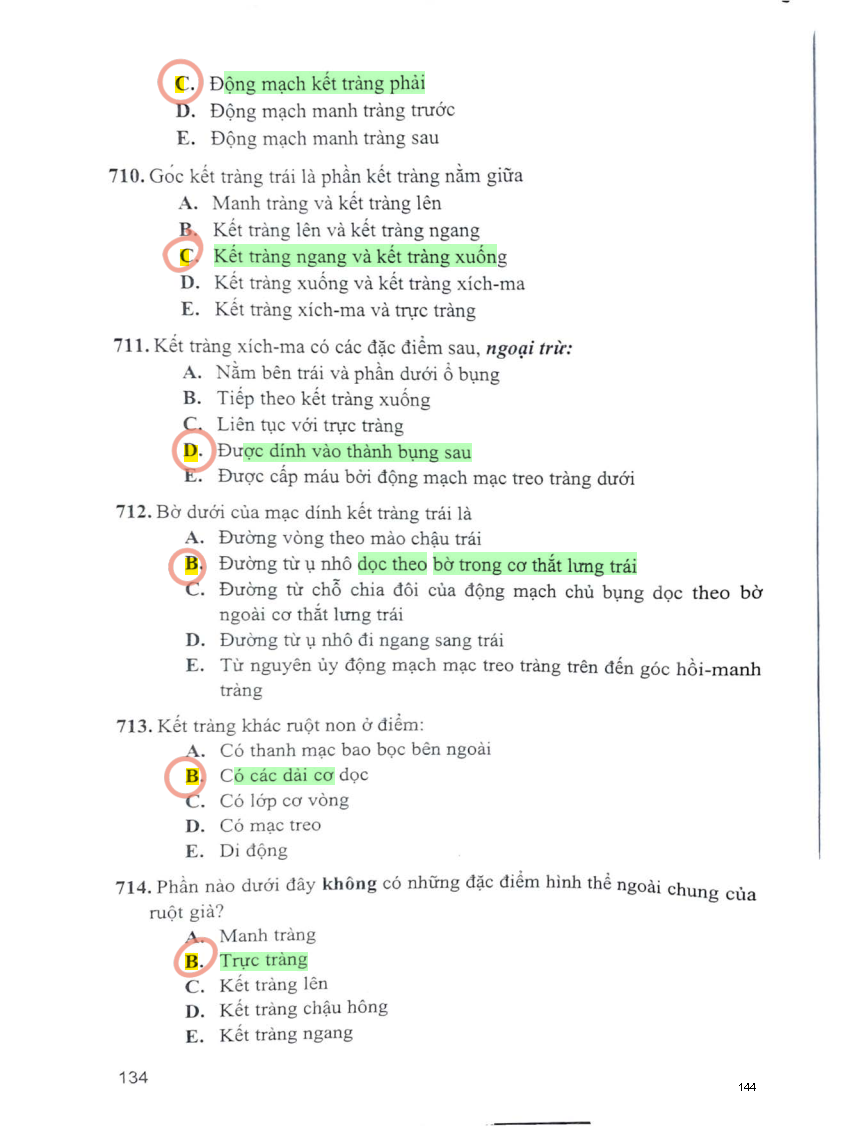 C. Động mạch kết tràng phải
D. Động mạch manh tràng trước
E. Động mạch manh tràng sau
710. Góc kết tràng trái là phần kết tràng nằm giữa
A. Manh tràng và kết tràng lên
B. Kết tràng lên và kết tràng ngang
C. Kết tràng ngang và kết tràng xuống
D. Kết tràng xuống và kết tràng xích-ma
E. Kết tràng xích-ma và trực tràng
711. Kết tràng xích-ma có các đặc điểm sau, ngoại trừ:
A. Nằm bên trái và phần dưới ổ bụng
B. Tiếp theo kết tràng xuống
C. Liên tục với trực tràng
D. Được dính vào thành bụng sau
E. Được cấp máu bởi động mạch mạc treo tràng dưới
712. Bờ dưới của mạc dính kết tràng trái là
A. Đường vòng theo mào chậu trái
B. Đường từ ụ nhô dọc theo bờ trong cơ thắt lưng trái
C. Đường từ chỗ chia đôi của động mạch chủ bụng dọc theo bờ
ngoài cơ thắt lưng trái
D. Đường từ ụ nhô đi ngang sang trái
E. Từ nguyên ủy động mạch mạc treo tràng trên đến góc hồi-manh
tràng
713. Kết tràng khác ruột non ở điểm:
A. Có thanh mạc bao bọc bên ngoài
B. Có các dải cơ dọc
C. Có lớp cơ vòng
D. Có mạc treo
E. Di động
714. Phần nào dưới đây không có những đặc điểm hình thể ngoài chung của
ruột già?
A. Manh tràng
B. Trực tràng
C. Kết tràng lên
D. Kết tràng chậu hông
E. Kết tràng ngang
134
144